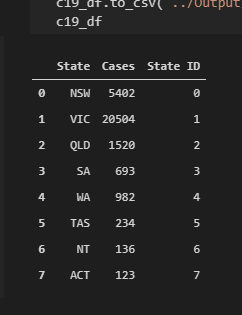 c19_df.to_csv( "../Output
c19_df
State Cases State ID
0 NSW 5402 0
1 VIC 20504 1
2 QLD 1520 2
3 SA 693 3
4 WA 982 4
5 TAS 234 5
6 NT 136 6
7 ACT 123 7